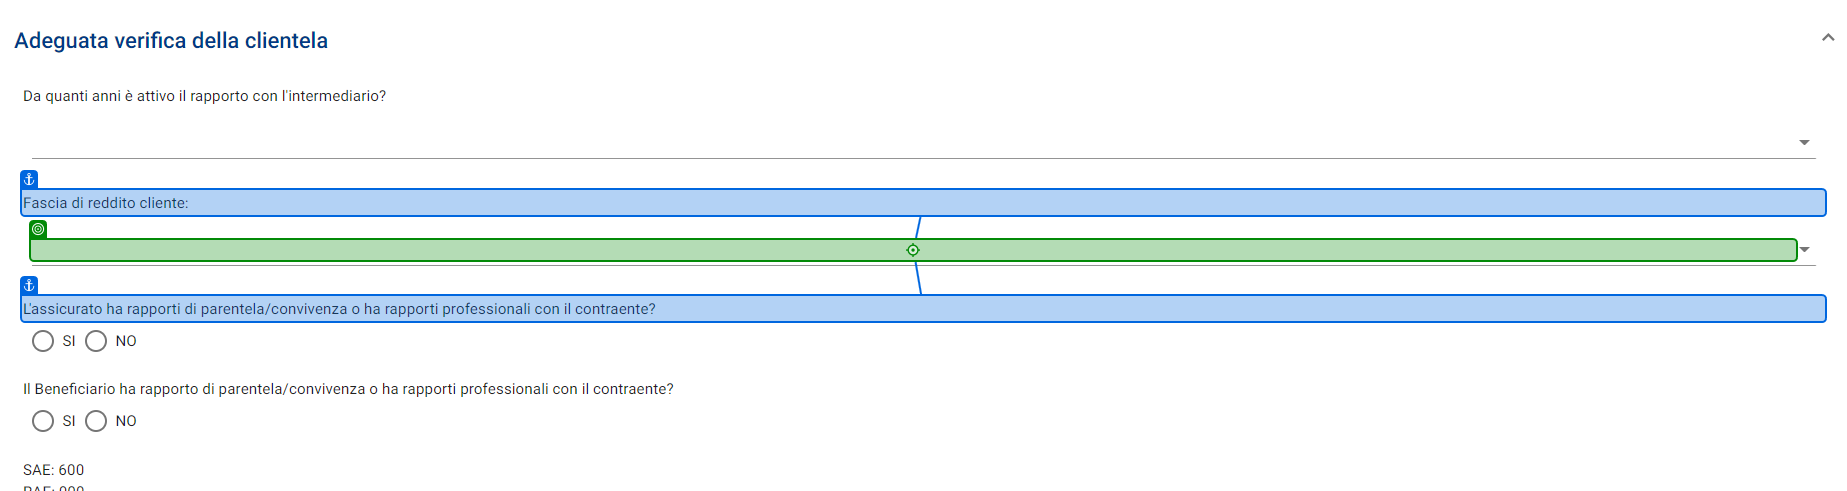 Adeguata verifica della clientela
Da quanti anni è attivo il rapporto con l'intermediario?
Fascia di reddito cliente:
L'assicurato ha rapporti di parentela/convivenza o ha rapporti professionali con il contraente?
SI NO
Il Beneficiario ha rapporto di parentela/convivenza o ha rapporti professionali con il contraente?
SI NO
SAE: 600